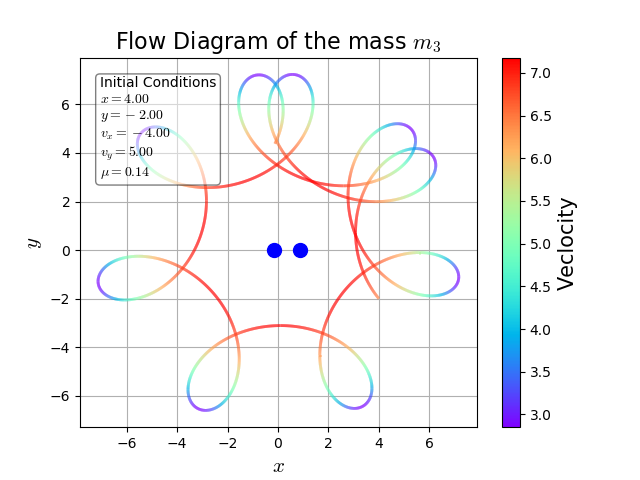 Flow Diagram of the mass m₃
Initial Conditions
x = 4.00
y = − 2.00
vₓ = −4.00
v_y = 5.00
μ = 0.14
6
4
2
0
−2
−4
−6
y
−6 −4 −2 0 2 4 6
x
7.0
6.5
6.0
5.5
5.0
4.5
4.0
3.5
3.0
Veclocity